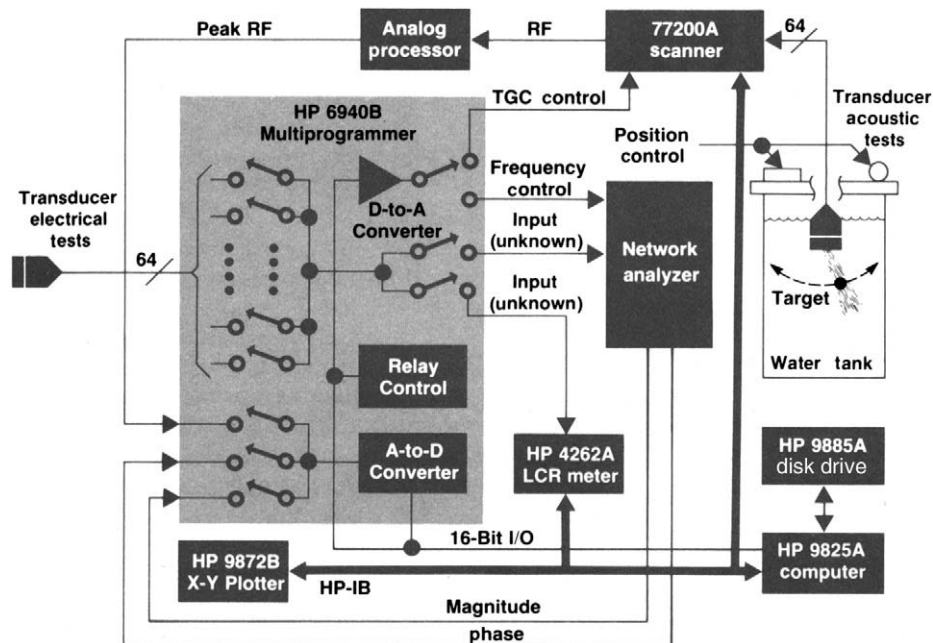 Peak RF
Analog
processor
RF
77200A
scanner
64
TGC control
HP 6940B
Multiprogrammer
Transducer
acoustic
tests
Position
control
Frequency
control
D-to-A
Converter
Input
(unknown)
Network
analyzer
Transducer
electrical
tests
64
Input
(unknown)
Target
Water tank
Relay
Control
A-to-D
Converter
HP 4262A
LCR meter
HP 9885A
disk drive
16-Bit I/O
HP 9872B
X-Y Plotter
HP-IB
HP 9825A
computer
Magnitude
phase